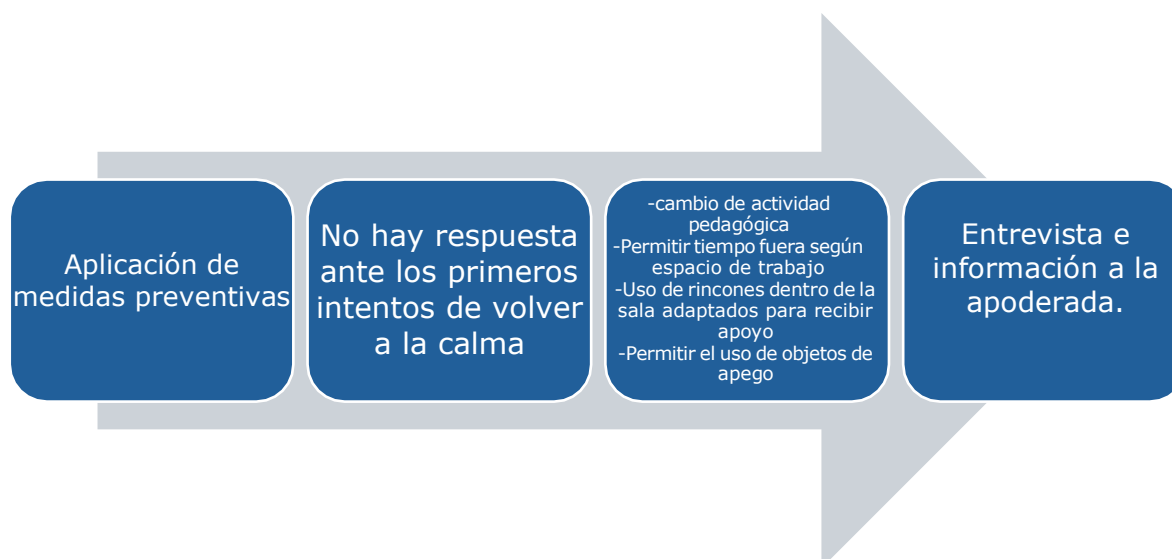 Aplicación de
medidas preventivas
No hay respuesta
ante los primeros
intentos de volver
a la calma
-cambio de actividad
pedagógica
-Permitir tiempo fuera según
espacio de trabajo
-Uso de rincones dentro de la
sala adaptados para recibir
apoyo
-Permitir el uso de objetos de
apego
Entrevista e
información a la
apoderada.